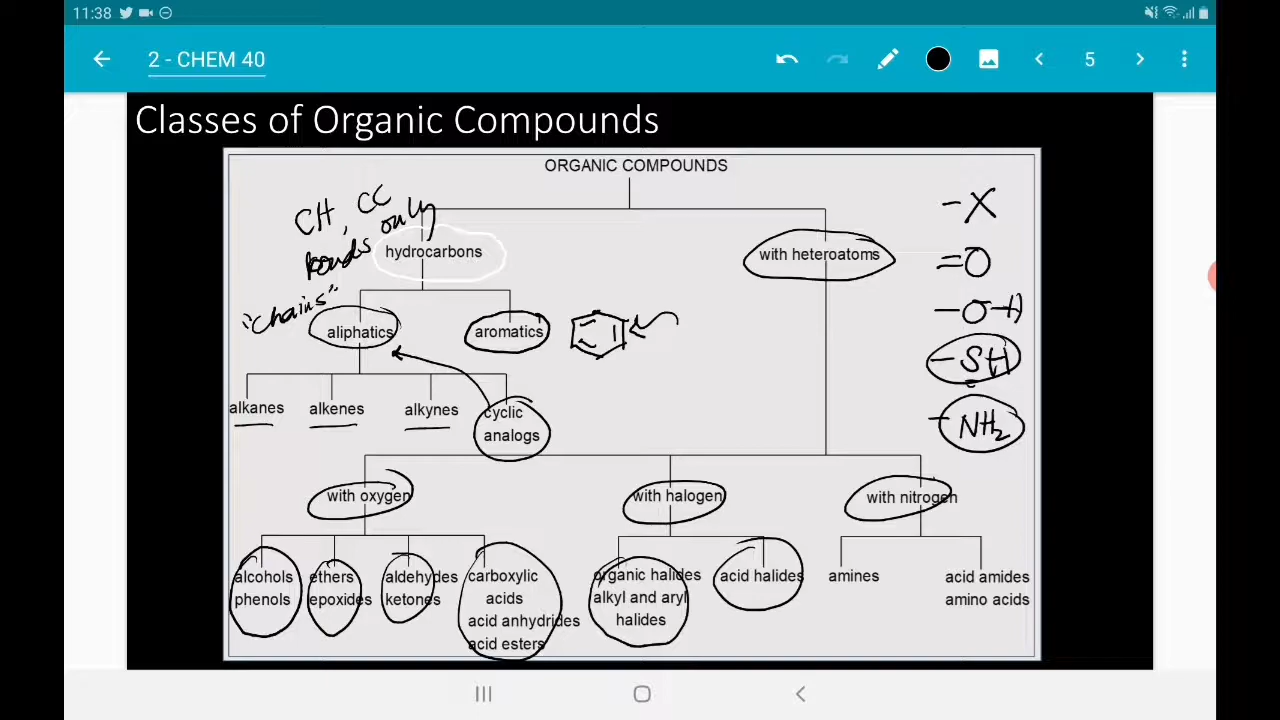 11:38
2 - CHEM 40
5
Classes of Organic Compounds
ORGANIC COMPOUNDS
CH, CC
bonds only
hydrocarbons
with heteroatoms
-X
=O
-O-H
-SH
-NH2
"chains"
aliphatics
aromatics
alkanes
alkenes
alkynes
cyclic
analogs
with oxygen
with halogen
with nitrogen
alcohols
phenols
ethers
epoxides
aldehydes
ketones
carboxylic
acids
acid anhydrides
acid esters
organic halides
alkyl and aryl
halides
acid halides
amines
acid amides
amino acids